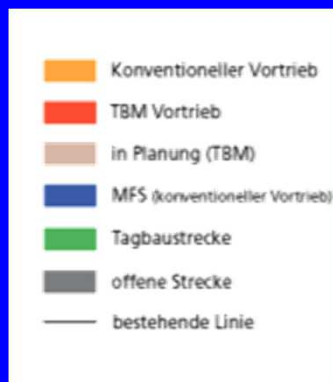 Konventioneller Vortrieb
TBM Vortrieb
in Planung (TBM)
MFS (konventioneller Vortrieb)
Tagbaustrecke
offene Strecke
bestehende Linie